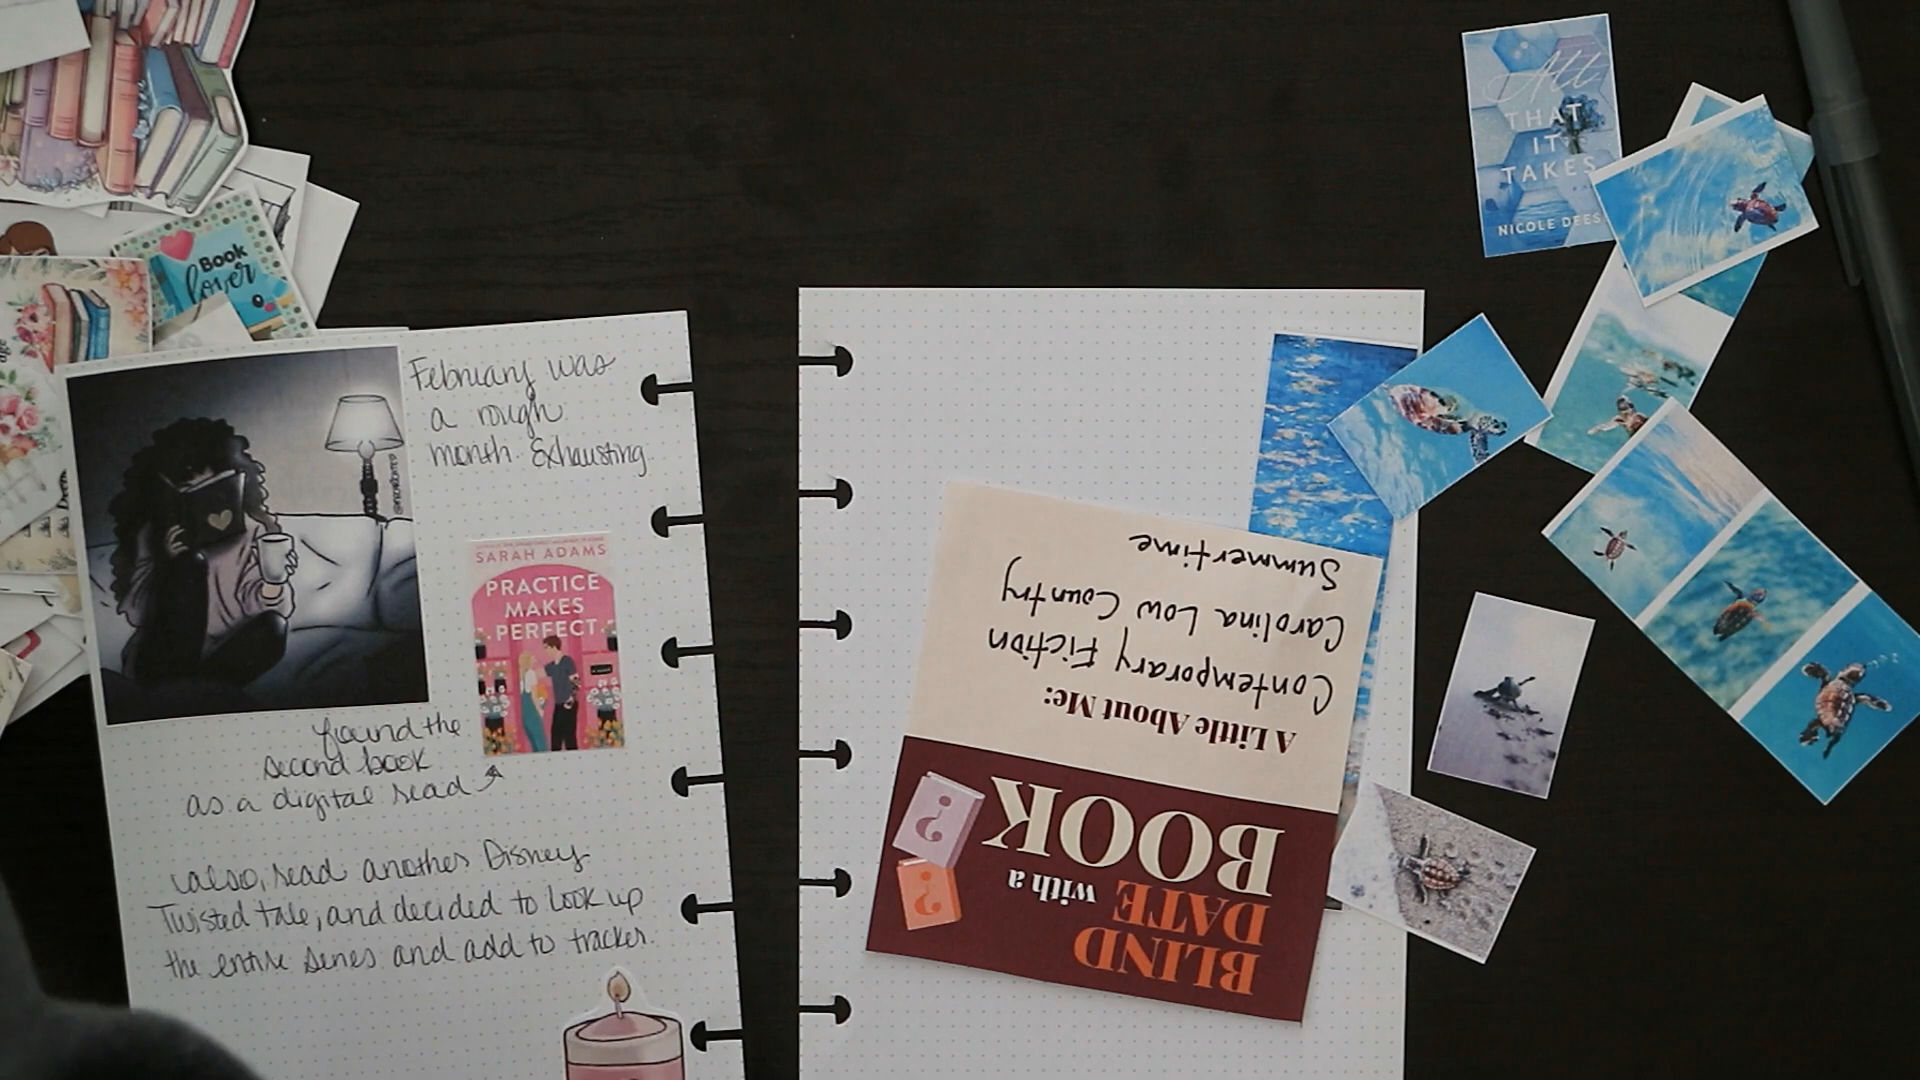 Book
lover
February was
a rough
month. Exhausting.
SARAH ADAMS
PRACTICE
MAKES
PERFECT
found the
second book
as a digital read
also, read another Disney
Twisted tale, and decided to look up
the entire series and add to tracker.
BLIND
DATE
with a
BOOK
A Little About Me:
Contemporary Fiction
Carolina Low Country
Summertime
All
THAT
IT
TAKES
NICOLE DEESE